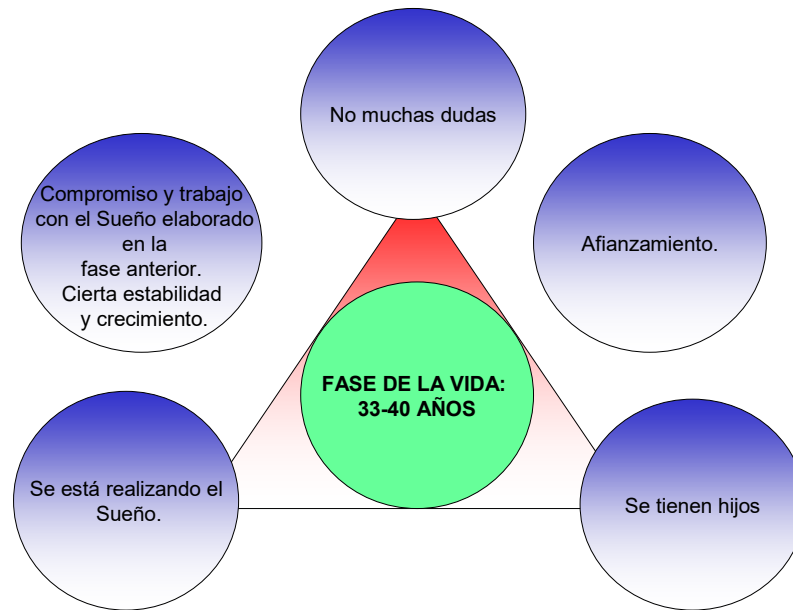 No muchas dudas
Compromiso y trabajo
con el Sueño elaborado
en la
fase anterior.
Cierta estabilidad
y crecimiento.
Afianzamiento.
FASE DE LA VIDA:
33-40 AÑOS
Se está realizando el
Sueño.
Se tienen hijos